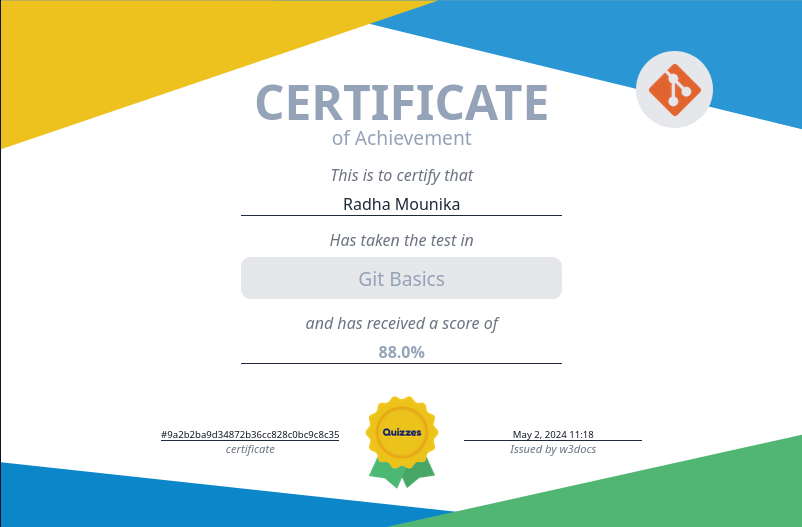 CERTIFICATE
of Achievement
This is to certify that
Radha Mounika
Has taken the test in
Git Basics
and has received a score of
88.0%
#9a2b2ba9d34872b36cc828c0bc9c8c35
certificate
Quizzes
May 2, 2024 11:18
Issued by w3docs